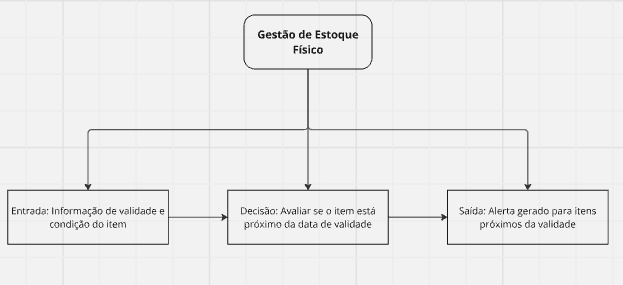 Gestão de Estoque
Físico
Entrada: Informação de validade e
condição do item
Decisão: Avaliar se o item está
próximo da data de validade
Saída: Alerta gerado para itens
próximos da validade